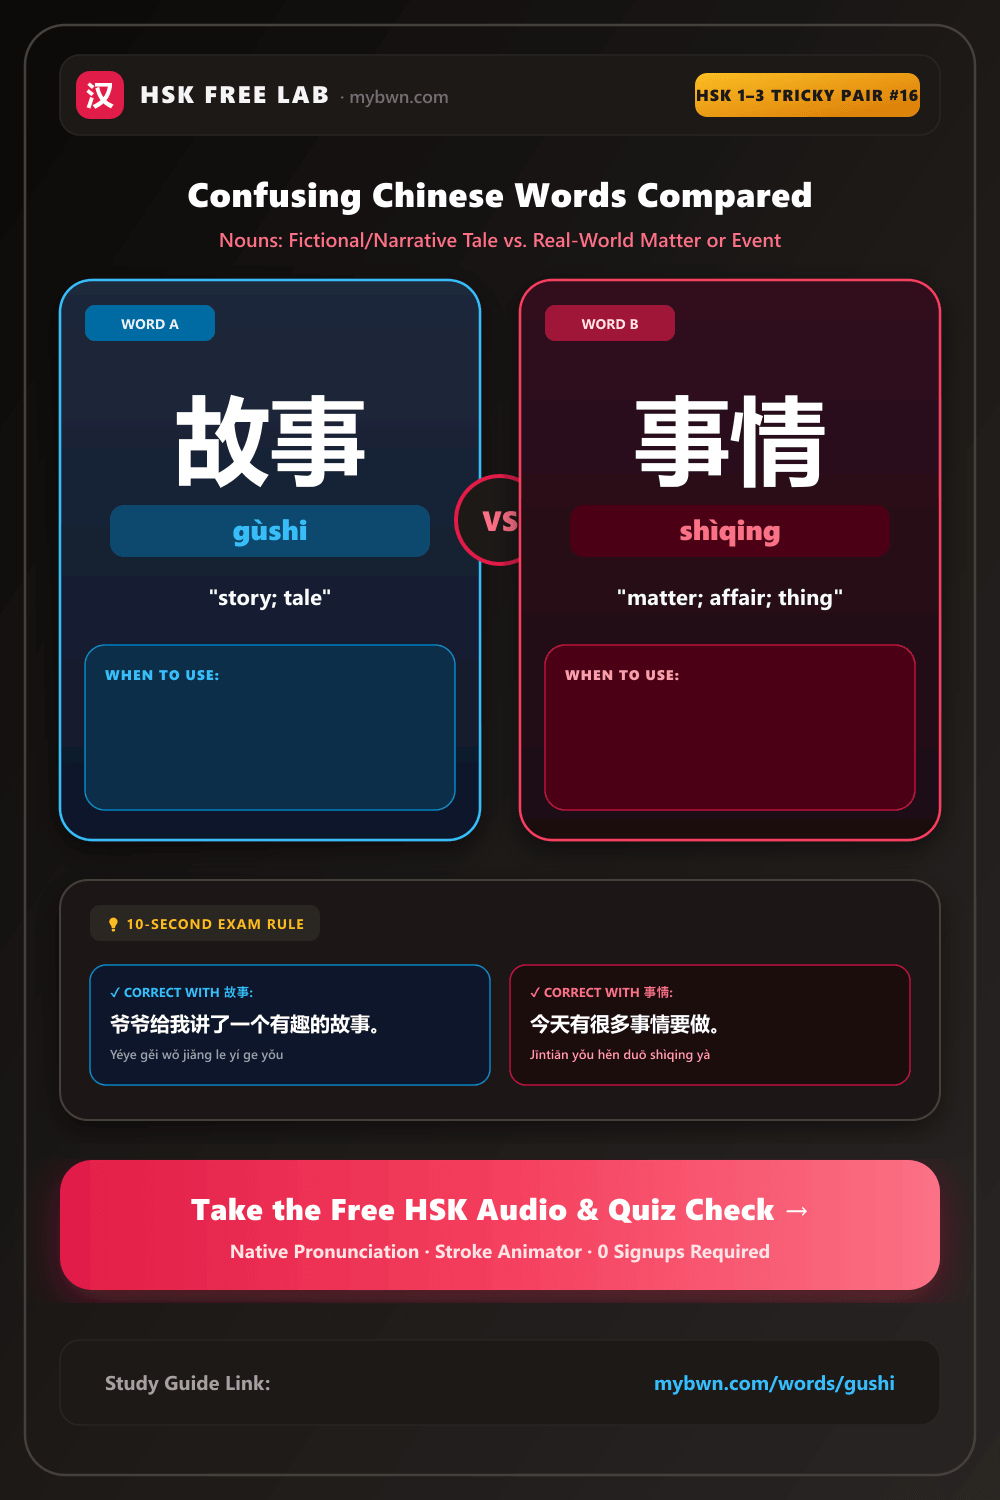 汉 HSK FREE LAB · mybwn.com
HSK 1–3 TRICKY PAIR #16
Confusing Chinese Words Compared
Nouns: Fictional/Narrative Tale vs. Real-World Matter or Event
WORD A
故事
gùshi
"story; tale"
WHEN TO USE:
VS
WORD B
事情
shìqing
"matter; affair; thing"
WHEN TO USE:
10-SECOND EXAM RULE
✓ CORRECT WITH 故事:
爷爷给我讲了一个有趣的故事。
Yéye gěi wǒ jiǎng le yí ge yǒu
✓ CORRECT WITH 事情:
今天有很多事情要做。
Jīntiān yǒu hěn duō shìqing yà
Take the Free HSK Audio & Quiz Check →
Native Pronunciation · Stroke Animator · 0 Signups Required
Study Guide Link:
mybwn.com/words/gushi